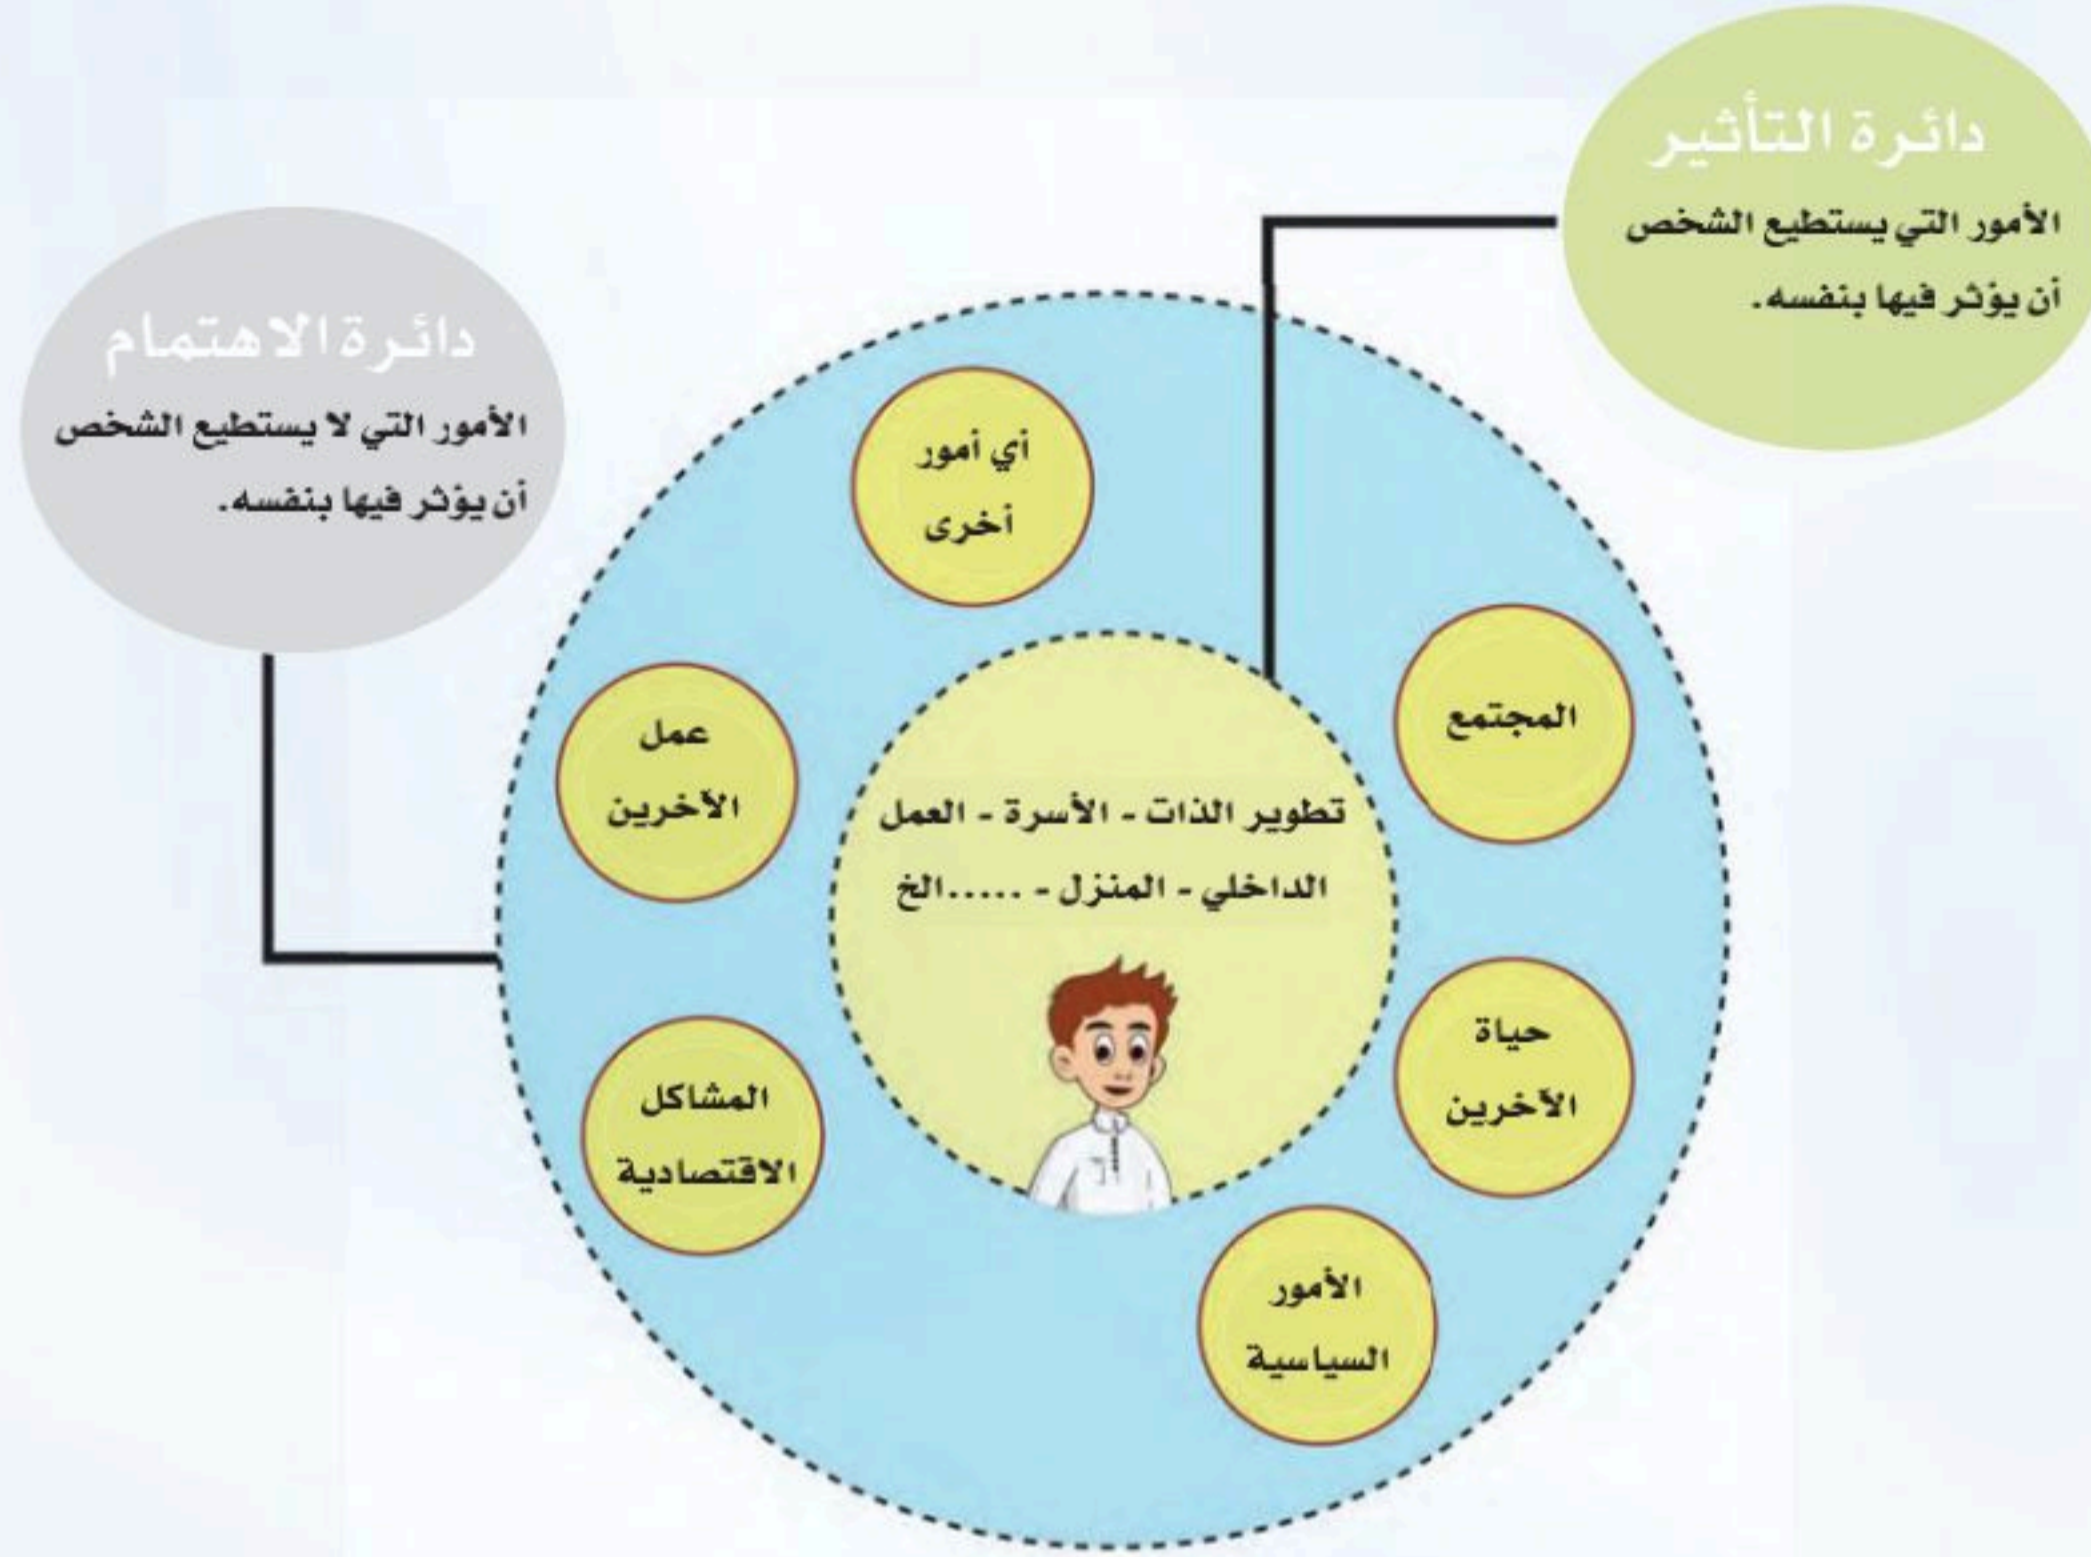 دائرة التأثير
الأمور التي يستطيع الشخص
أن يؤثر فيها بنفسه.
دائرة الاهتمام
الأمور التي لا يستطيع الشخص
أن يؤثر فيها بنفسه.
أي أمور
أخرى
المجتمع
عمل
الآخرين
تطوير الذات - الأسرة - العمل
الداخلي - المنزل - .....الخ
حياة
الآخرين
المشاكل
الاقتصادية
الأمور
السياسية